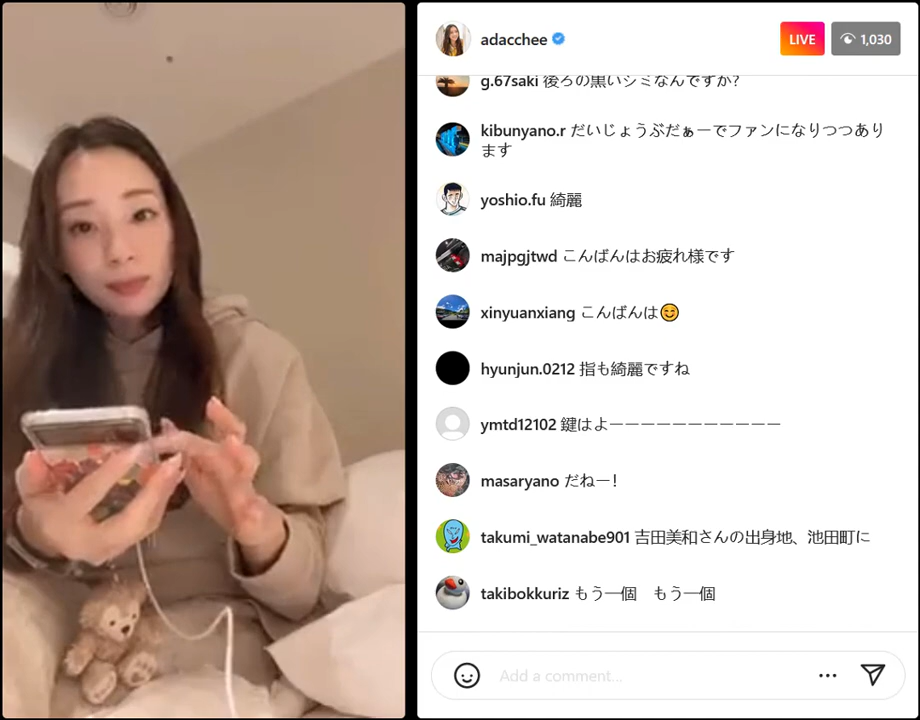 adacchee
LIVE
1,030
g.67saki 後ろの黒いシミなんですか?
kibunyano.r だいじょうぶだぁーでファンになりつつあり
ます
yoshio.fu 綺麗
majpgjtwd こんばんはお疲れ様です
xinyuanxiang こんばんは😊
hyunjun.0212 指も綺麗ですね
ymtd12102 鍵はよーーーーーーーーーーー
masaryano だねー!
takumi_watanabe901 吉田美和さんの出身地、池田町に
takibokkuriz もう一個　もう一個
Add a comment...